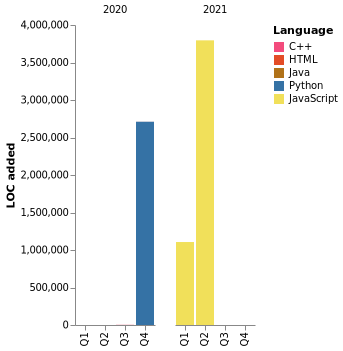 2020 2021
4,000,000
3,500,000
3,000,000
2,500,000
2,000,000
1,500,000
1,000,000
500,000
0
LOC added
Q1 Q2 Q3 Q4 Q1 Q2 Q3 Q4
Language
C++
HTML
Java
Python
JavaScript